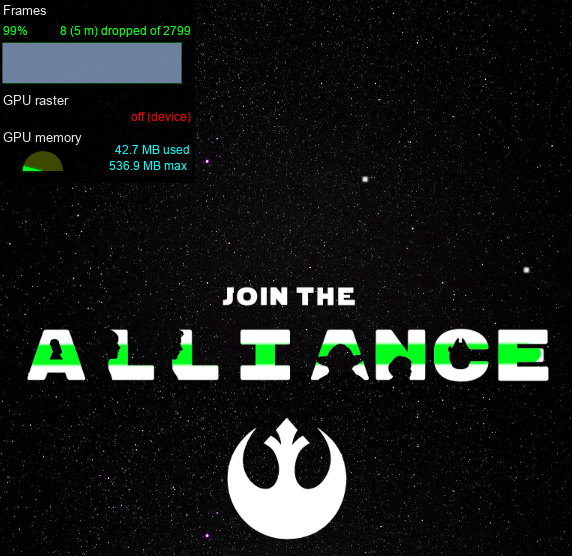 Frames
99% 8 (5 m) dropped of 2799
GPU raster
off (device)
GPU memory
42.7 MB used
536.9 MB max
JOIN THE
ALLIANCE